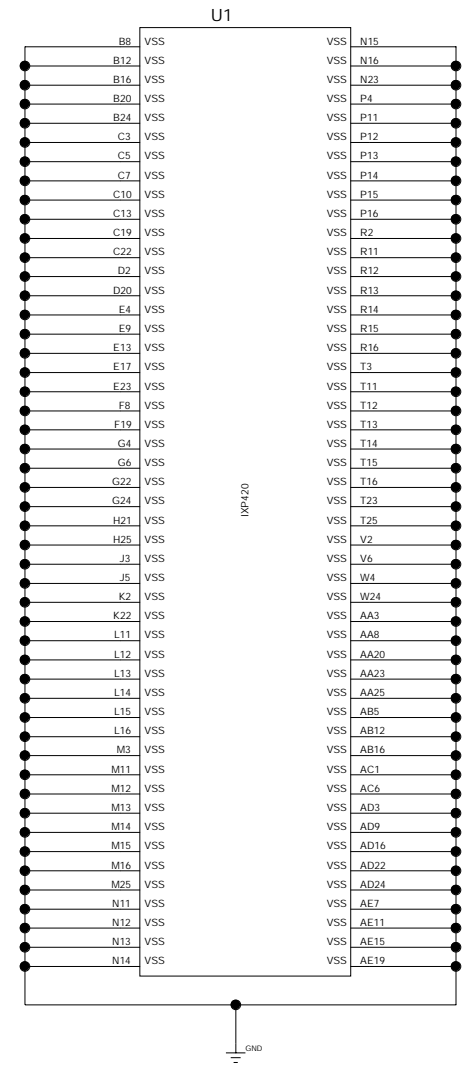 U1
B8 VSS VSS N15
B12 VSS VSS N16
B16 VSS VSS N23
B20 VSS VSS P4
B24 VSS VSS P11
C3 VSS VSS P12
C5 VSS VSS P13
C7 VSS VSS P14
C10 VSS VSS P15
C13 VSS VSS P16
C19 VSS VSS R2
C22 VSS VSS R11
D2 VSS VSS R12
D20 VSS VSS R13
E4 VSS VSS R14
E9 VSS VSS R15
E13 VSS VSS R16
E17 VSS VSS T3
E23 VSS VSS T11
F8 VSS VSS T12
F19 VSS VSS T13
G4 VSS VSS T14
G6 VSS VSS T15
G22 VSS VSS T16
G24 VSS VSS T23
H21 VSS VSS T25
H25 VSS VSS V2
J3 VSS VSS V6
J5 VSS VSS W4
K2 VSS VSS W24
K22 VSS VSS AA3
L11 VSS VSS AA8
L12 VSS VSS AA20
L13 VSS VSS AA23
L14 VSS VSS AA25
L15 VSS VSS AB5
L16 VSS VSS AB12
M3 VSS VSS AB16
M11 VSS VSS AC1
M12 VSS VSS AC6
M13 VSS VSS AD3
M14 VSS VSS AD9
M15 VSS VSS AD16
M16 VSS VSS AD22
M25 VSS VSS AD24
N11 VSS VSS AE7
N12 VSS VSS AE11
N13 VSS VSS AE15
N14 VSS VSS AE19
IXP420
GND